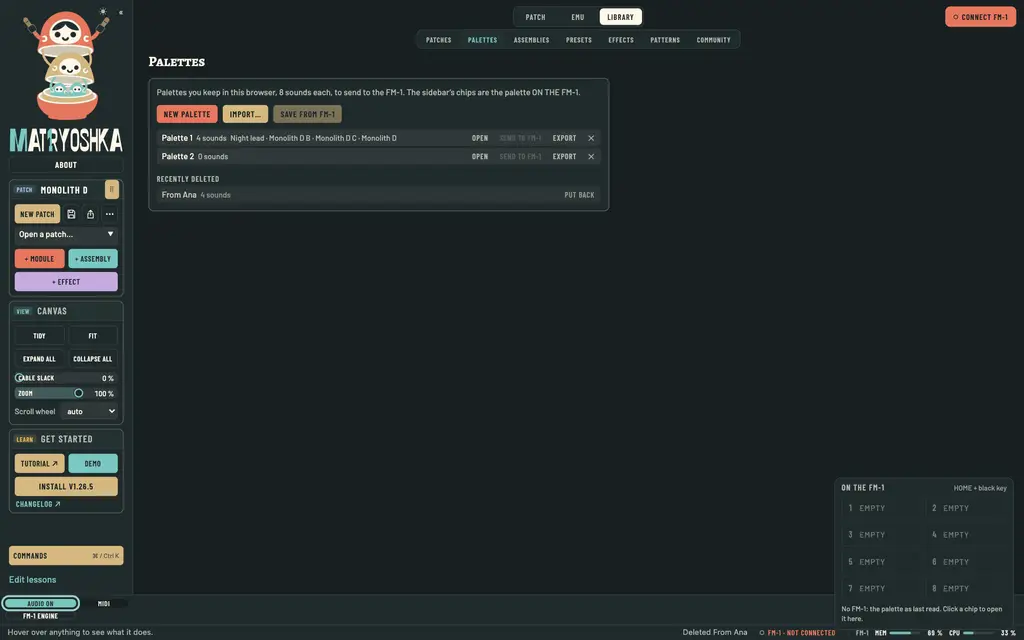 PATCH EMU LIBRARY
CONNECT FM-1
PATCHES PALETTES ASSEMBLIES PRESETS EFFECTS PATTERNS COMMUNITY
PALETTES
Palettes you keep in this browser, 8 sounds each, to send to the FM-1. The sidebar's chips are the palette ON THE FM-1.
NEW PALETTE IMPORT... SAVE FROM FM-1
Palette 1 4 sounds Night lead · Monolith D B · Monolith D C · Monolith D OPEN SEND TO FM-1 EXPORT ✕
Palette 2 0 sounds OPEN SEND TO FM-1 EXPORT ✕
RECENTLY DELETED
From Ana 4 sounds PUT BACK
MATRYOSHKA
ABOUT
PATCH MONOLITH D
NEW PATCH ...
Open a patch...
+ MODULE + ASSEMBLY
+ EFFECT
VIEW CANVAS
TIDY FIT
EXPAND ALL COLLAPSE ALL
CABLE SLACK 0 %
ZOOM 100 %
Scroll wheel auto
LEARN GET STARTED
TUTORIAL ↗ DEMO
INSTALL V1.26.5
CHANGELOG ↗
COMMANDS ⌘ / Ctrl K
Edit lessons
AUDIO ON MIDI
FM-1 ENGINE
ON THE FM-1 HOME + black key
1 EMPTY 2 EMPTY
3 EMPTY 4 EMPTY
5 EMPTY 6 EMPTY
7 EMPTY 8 EMPTY
No FM-1: the palette as last read. Click a chip to open it here.
Hover over anything to see what it does.
Deleted From Ana FM-1 · NOT CONNECTED FM-1 MEM 69 % CPU 33 %